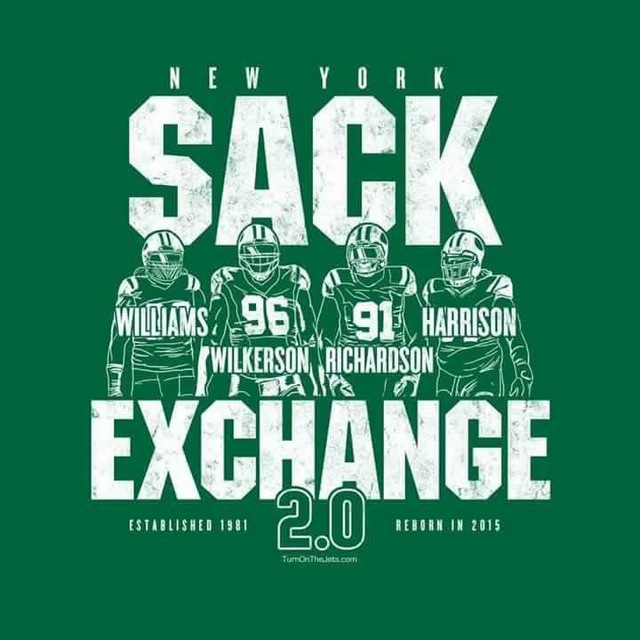 NEW YORK
SACK
WILLIAMS 96 91 HARRISON
WILKERSON RICHARDSON
EXCHANGE
ESTABLISHED 1981 2.0 REBORN IN 2015
TurnOnTheJets.com